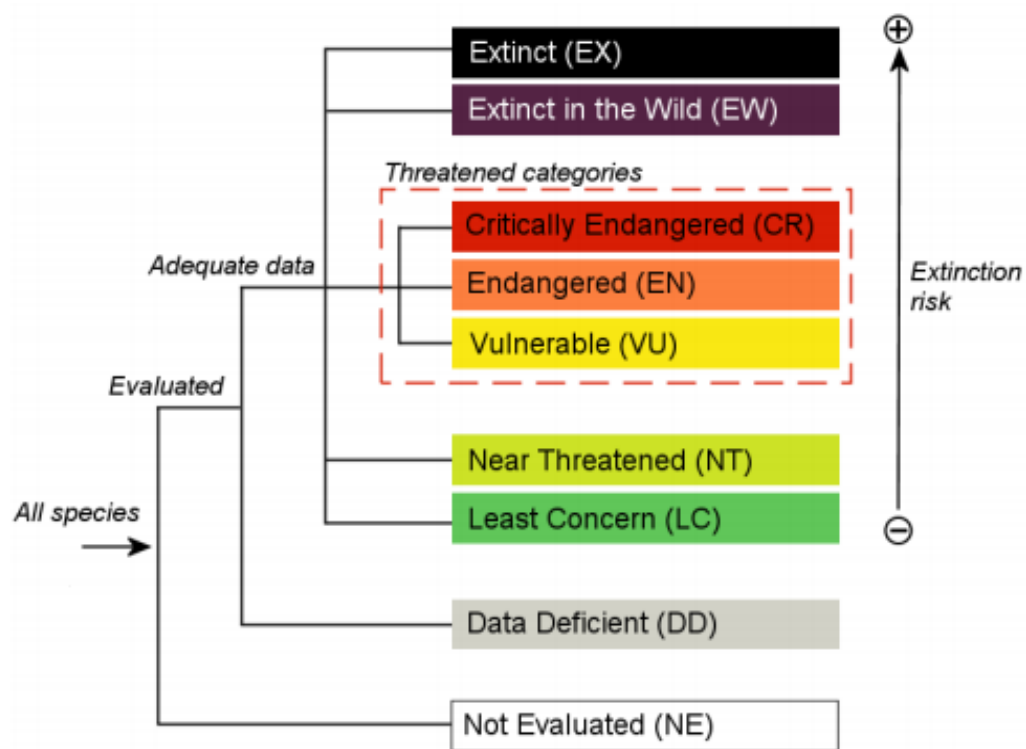 Extinct (EX)
Extinct in the Wild (EW)
Threatened categories
Critically Endangered (CR)
Adequate data
Endangered (EN)
Extinction
risk
Vulnerable (VU)
Evaluated
Near Threatened (NT)
All species
Least Concern (LC)
Data Deficient (DD)
Not Evaluated (NE)